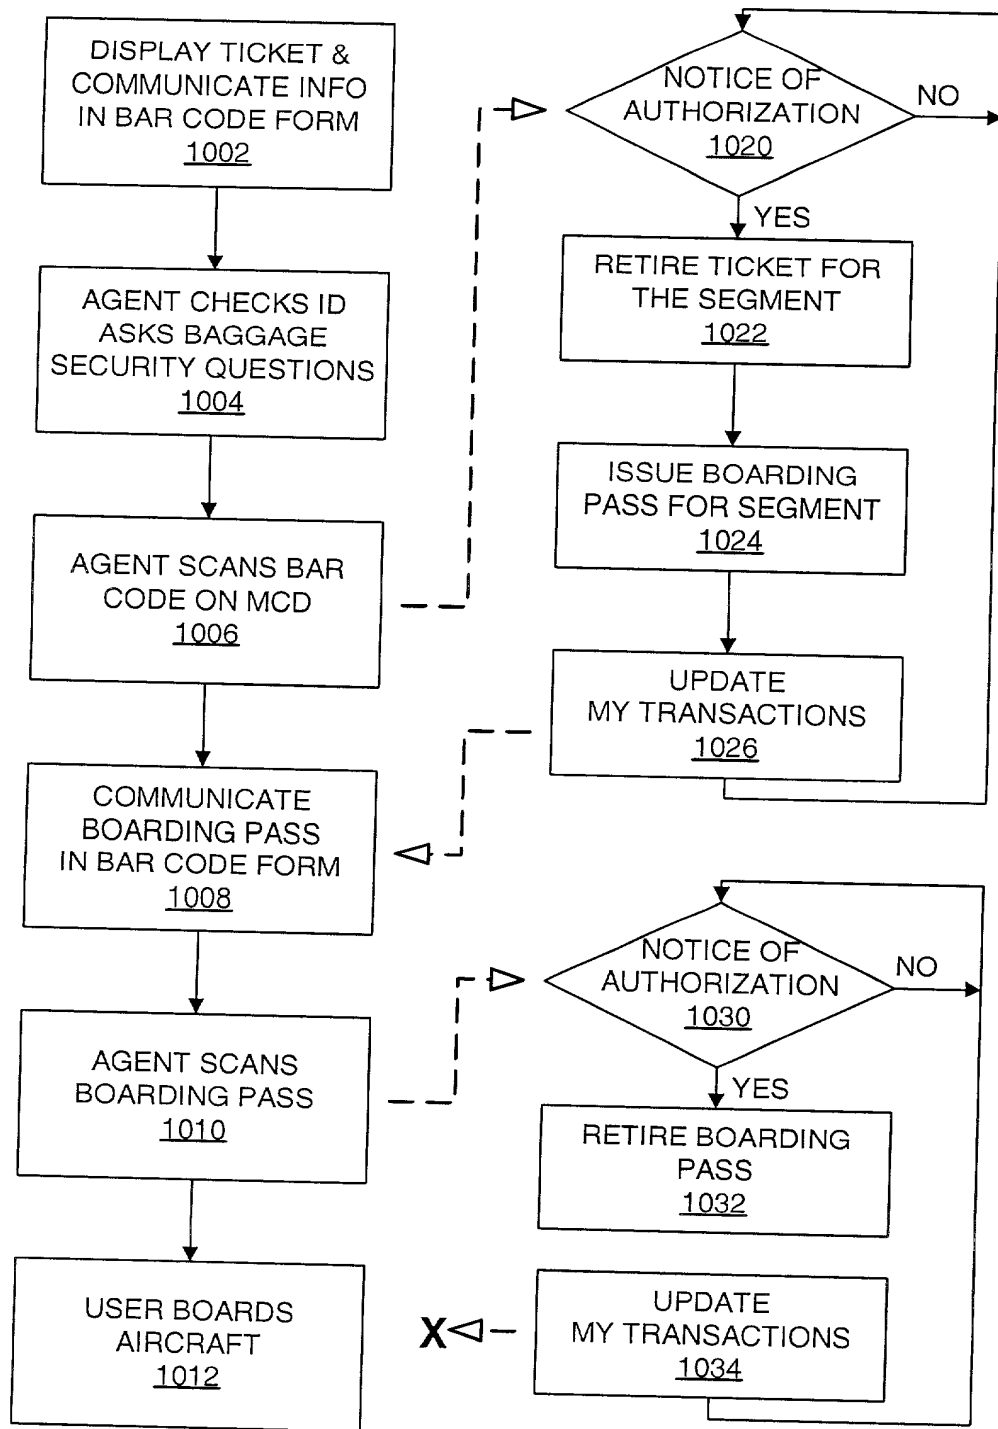 DISPLAY TICKET &
COMMUNICATE INFO
IN BAR CODE FORM
1002
AGENT CHECKS ID
ASKS BAGGAGE
SECURITY QUESTIONS
1004
AGENT SCANS BAR
CODE ON MCD
1006
COMMUNICATE
BOARDING PASS
IN BAR CODE FORM
1008
AGENT SCANS
BOARDING PASS
1010
USER BOARDS
AIRCRAFT
1012
NOTICE OF
AUTHORIZATION
1020
NO
YES
RETIRE TICKET FOR
THE SEGMENT
1022
ISSUE BOARDING
PASS FOR SEGMENT
1024
UPDATE
MY TRANSACTIONS
1026
NOTICE OF
AUTHORIZATION
1030
NO
YES
RETIRE BOARDING
PASS
1032
UPDATE
MY TRANSACTIONS
1034
X